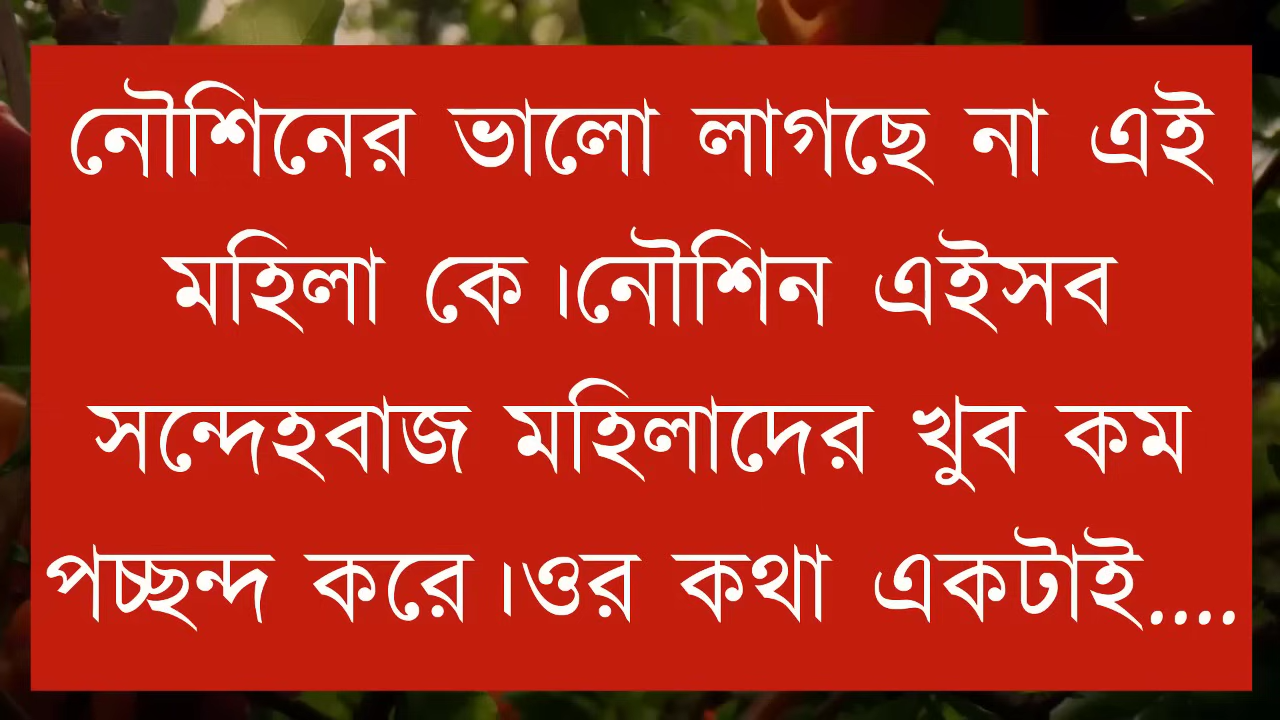 নৌশিনের ভালো লাগছে না এই
মহিলা কে।নৌশিন এইসব
সন্দেহবাজ মহিলাদের খুব কম
পচ্ছন্দ করে।ওর কথা একটাই....